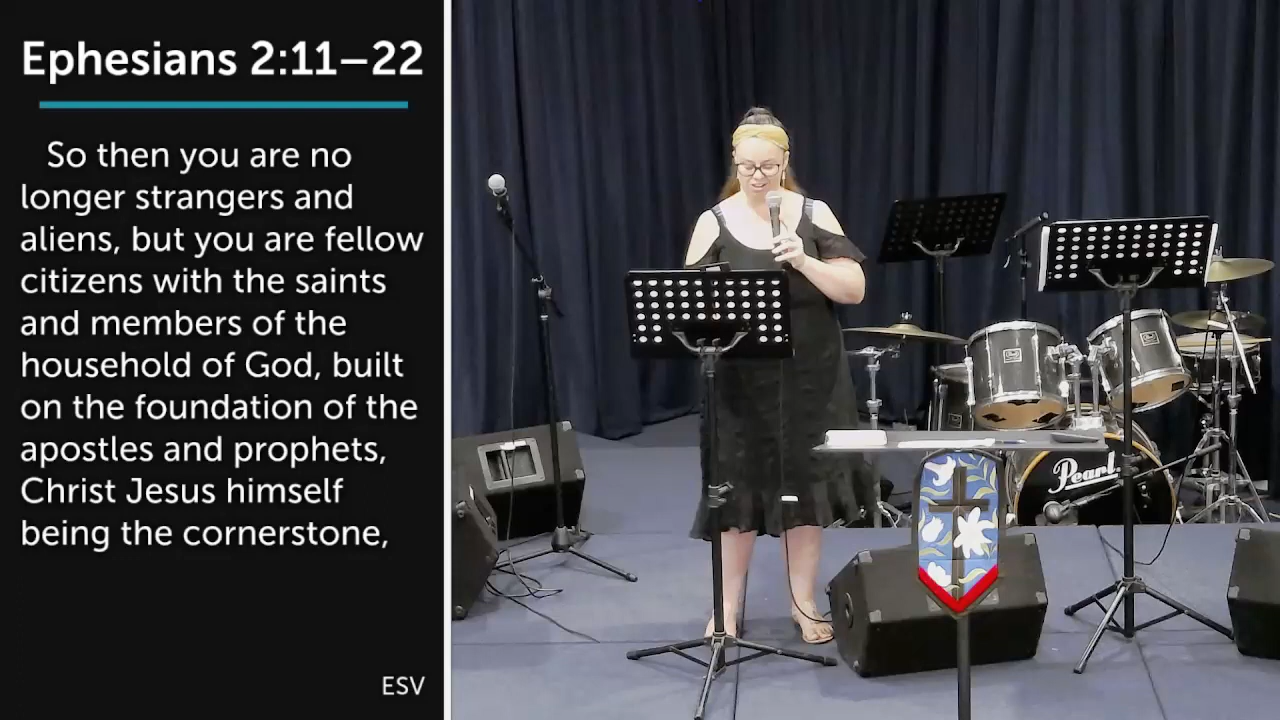 Ephesians 2:11–22
So then you are no
longer strangers and
aliens, but you are fellow
citizens with the saints
and members of the
household of God, built
on the foundation of the
apostles and prophets,
Christ Jesus himself
being the cornerstone,
ESV
Pearl